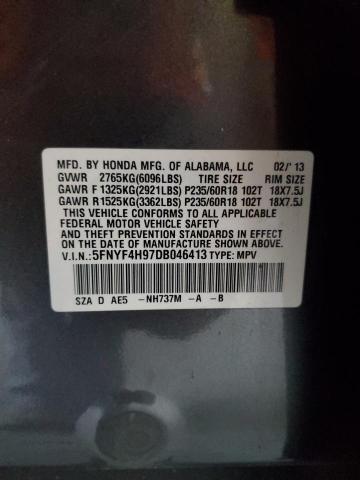 MFD. BY HONDA MFG. OF ALABAMA, LLC 02/'13
GVWR 2765KG(6096LBS) TIRE SIZE RIM SIZE
GAWR F 1325KG(2921LBS) P235/60R18 102T 18X7.5J
GAWR R 1525KG(3362LBS) P235/60R18 102T 18X7.5J
THIS VEHICLE CONFORMS TO ALL APPLICABLE
FEDERAL MOTOR VEHICLE SAFETY
AND THEFT PREVENTION STANDARDS IN EFFECT
ON THE DATE OF MANUFACTURE SHOWN ABOVE.
V.I.N.: 5FNYF4H97DB046413 TYPE: MPV
SZA D AE5 -NH737M -A -B